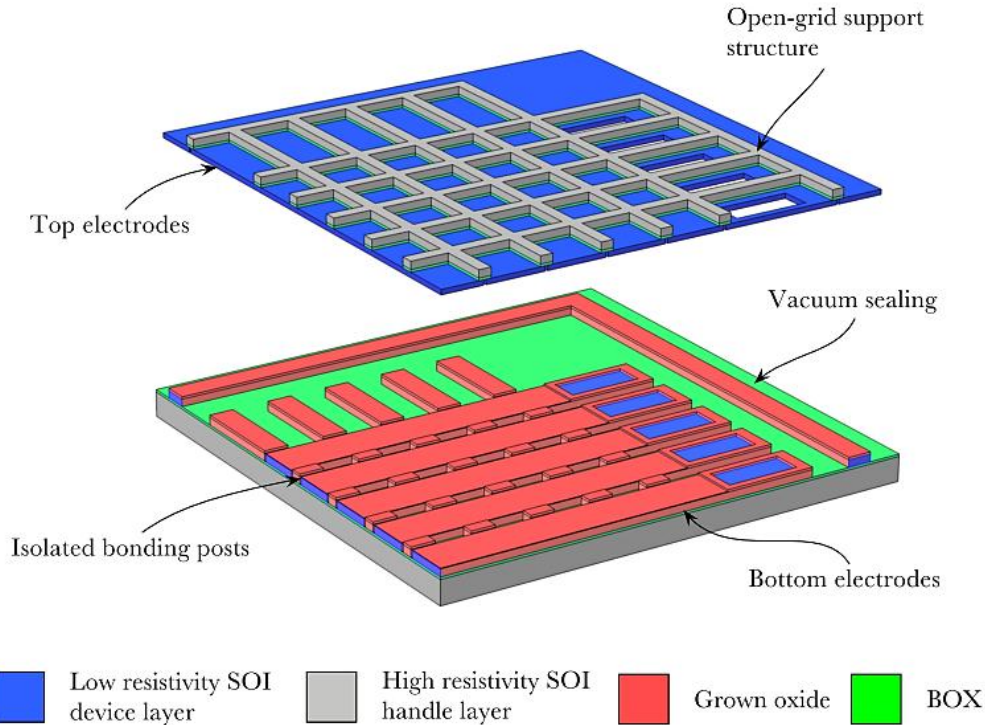 Open-grid support
structure
Top electrodes
Vacuum sealing
Isolated bonding posts
Bottom electrodes
Low resistivity SOI
device layer
High resistivity SOI
handle layer
Grown oxide
BOX